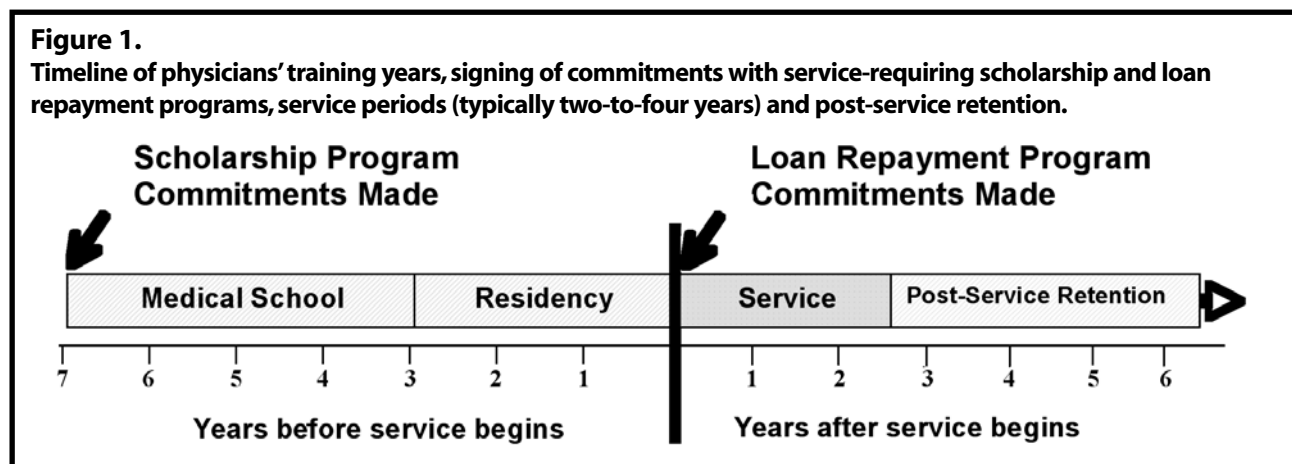 Figure 1.
Timeline of physicians' training years, signing of commitments with service-requiring scholarship and loan
repayment programs, service periods (typically two-to-four years) and post-service retention.
Scholarship Program
Commitments Made
Loan Repayment Program
Commitments Made
Medical School
Residency
Service
Post-Service Retention
7 6 5 4 3 2 1 1 2 3 4 5 6
Years before service begins
Years after service begins